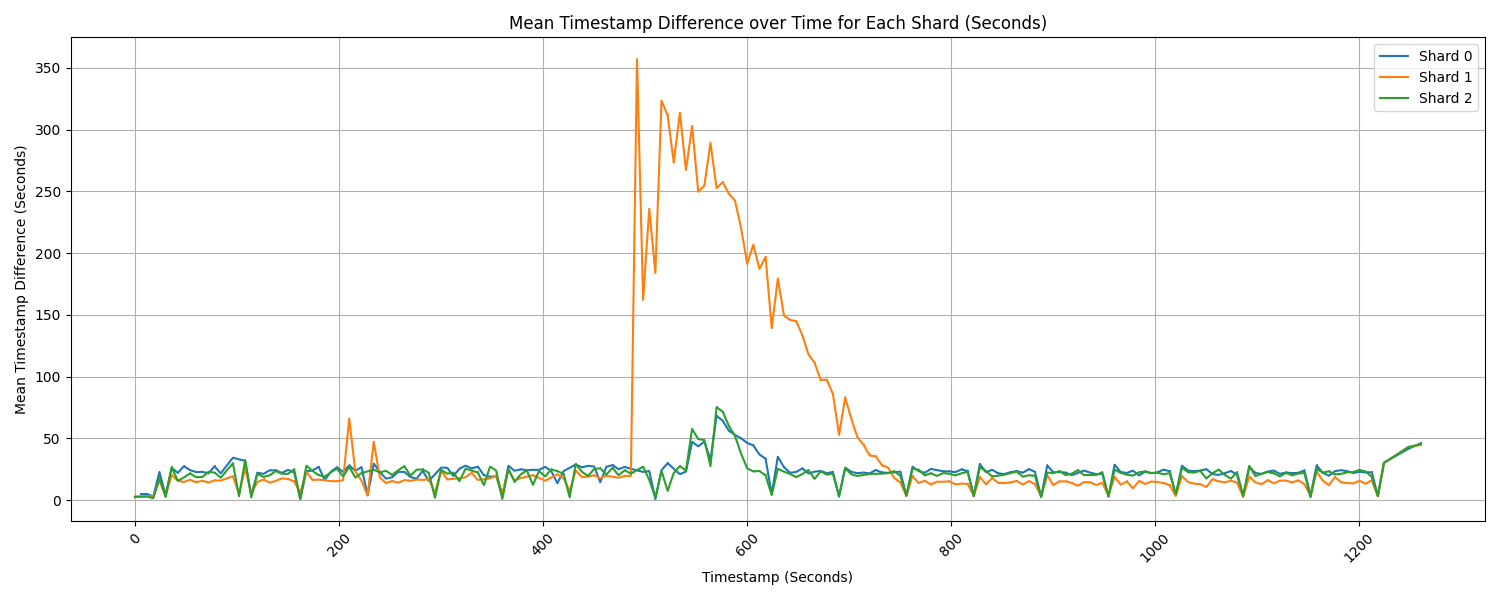 Mean Timestamp Difference over Time for Each Shard (Seconds)
Mean Timestamp Difference (Seconds)
350
300
250
200
150
100
50
0
Shard 0
Shard 1
Shard 2
0
200
400
600
800
1000
1200
Timestamp (Seconds)